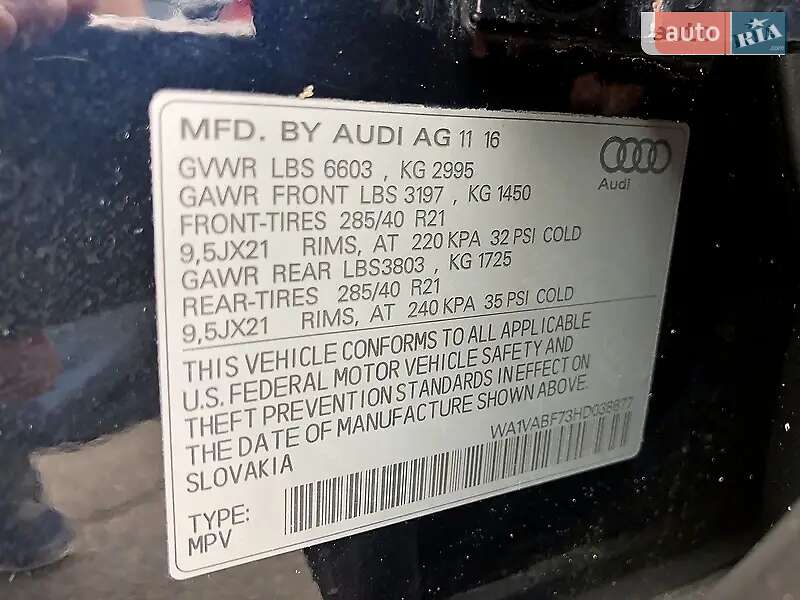 auto RIA
.com
MFD. BY AUDI AG 11 16
GVWR LBS 6603 , KG 2995
Audi
GAWR FRONT LBS 3197 , KG 1450
FRONT-TIRES 285/40 R21
9,5JX21 RIMS, AT 220 KPA 32 PSI COLD
GAWR REAR LBS3803 , KG 1725
REAR-TIRES 285/40 R21
9,5JX21 RIMS, AT 240 KPA 35 PSI COLD
THIS VEHICLE CONFORMS TO ALL APPLICABLE
U.S. FEDERAL MOTOR VEHICLE SAFETY AND
THEFT PREVENTION STANDARDS IN EFFECT ON
THE DATE OF MANUFACTURE SHOWN ABOVE.
SLOVAKIA
WA1VABF73HD038877
TYPE:
MPV